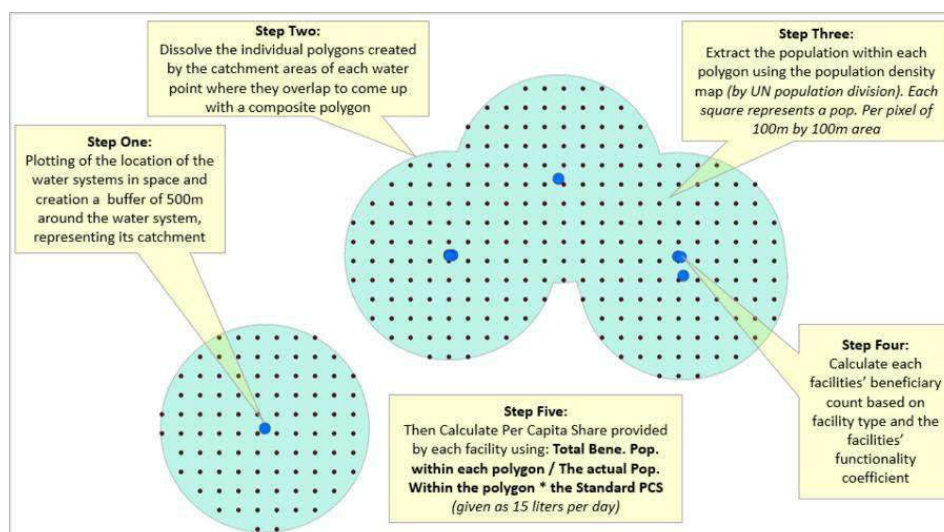 Step Two:
Dissolve the individual polygons created
by the catchment areas of each water
point where they overlap to come up
with a composite polygon
Step Three:
Extract the population within each
polygon using the population density
map (by UN population division). Each
square represents a pop. Per pixel of
100m by 100m area
Step One:
Plotting of the location of the
water systems in space and
creation a buffer of 500m
around the water system,
representing its catchment
Step Four:
Calculate each
facilities' beneficiary
count based on
facility type and the
facilities'
functionality
coefficient
Step Five:
Then Calculate Per Capita Share provided
by each facility using: Total Bene. Pop.
within each polygon / The actual Pop.
Within the polygon * the Standard PCS
(given as 15 liters per day)